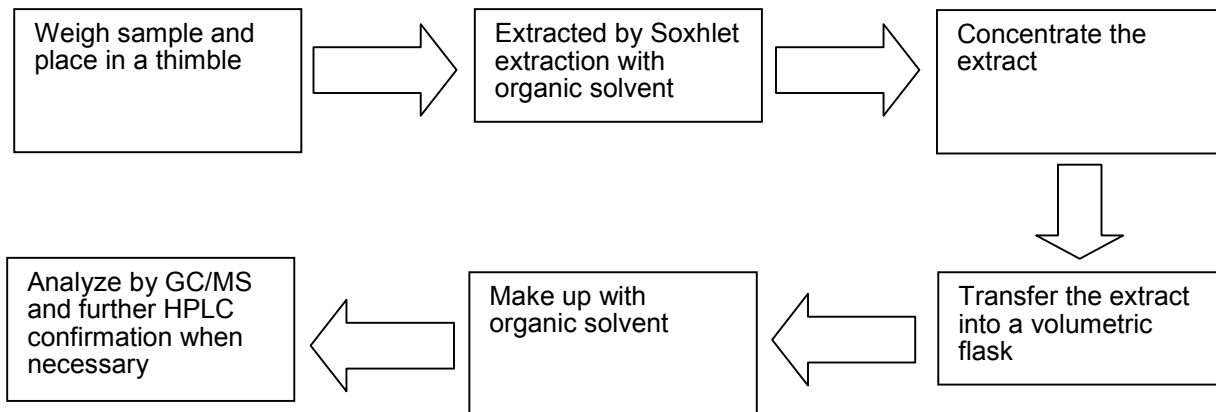 Weigh sample and
place in a thimble
Extracted by Soxhlet
extraction with
organic solvent
Concentrate the
extract
Transfer the extract
into a volumetric
flask
Make up with
organic solvent
Analyze by GC/MS
and further HPLC
confirmation when
necessary